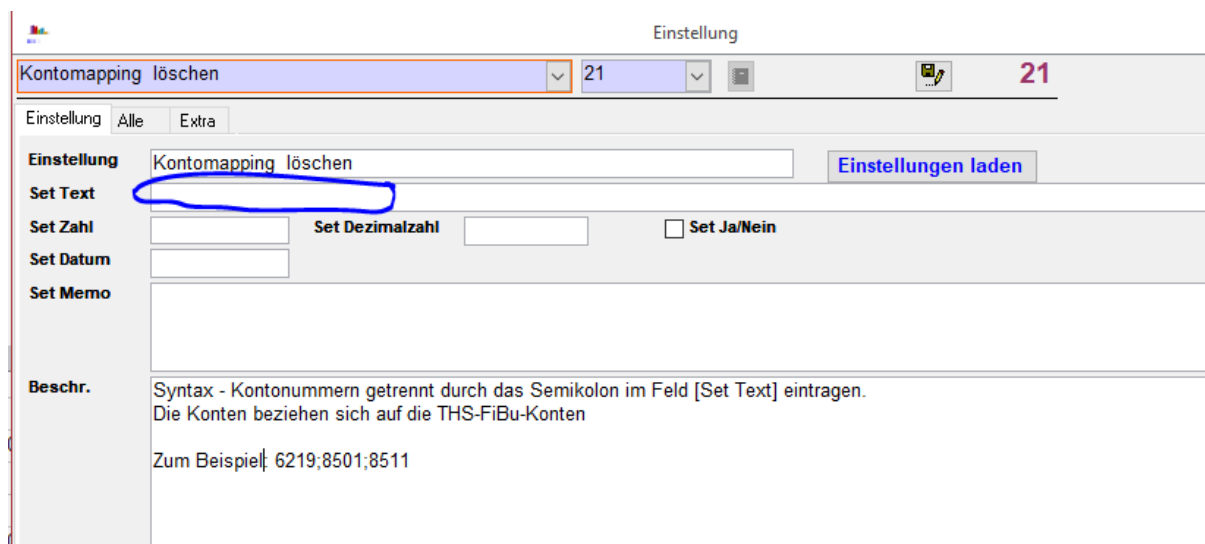 Einstellung
Kontomapping löschen 21 21
Einstellung Alle Extra
Einstellung Kontomapping löschen Einstellungen laden
Set Text
Set Zahl Set Dezimalzahl Set Ja/Nein
Set Datum
Set Memo
Beschr. Syntax - Kontonummern getrennt durch das Semikolon im Feld [Set Text] eintragen.
Die Konten beziehen sich auf die THS-FiBu-Konten
Zum Beispiel: 6219;8501;8511